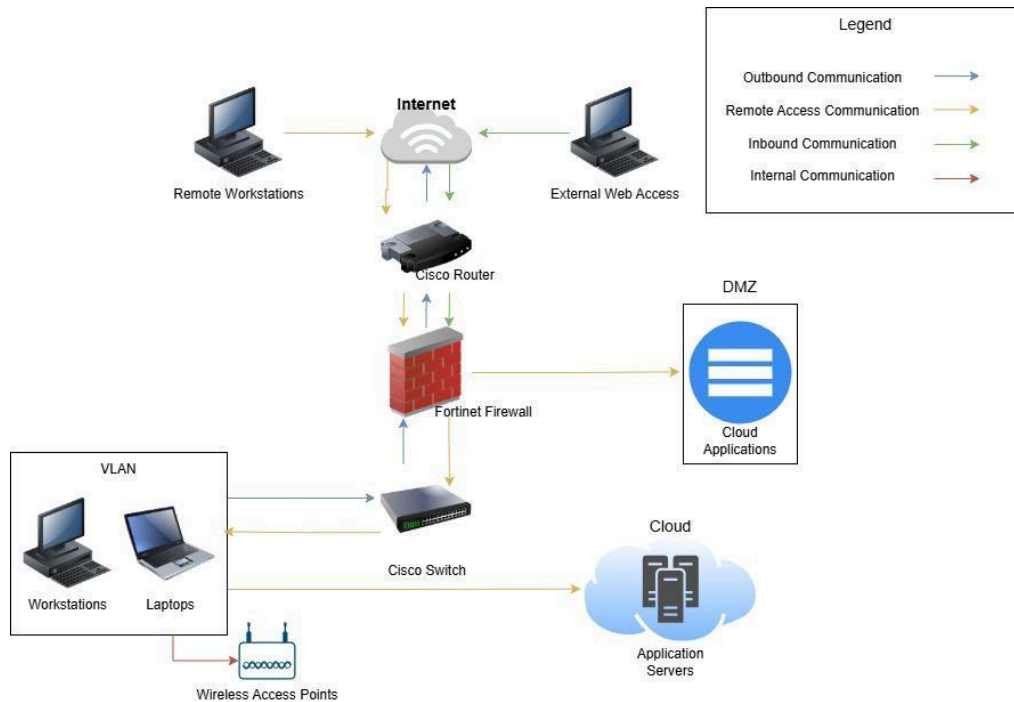 Legend
Outbound Communication
Remote Access Communication
Inbound Communication
Internal Communication
Internet
Remote Workstations
External Web Access
Cisco Router
DMZ
Fortinet Firewall
Cloud
Applications
VLAN
Workstations
Laptops
Cisco Switch
Cloud
Application
Servers
Wireless Access Points